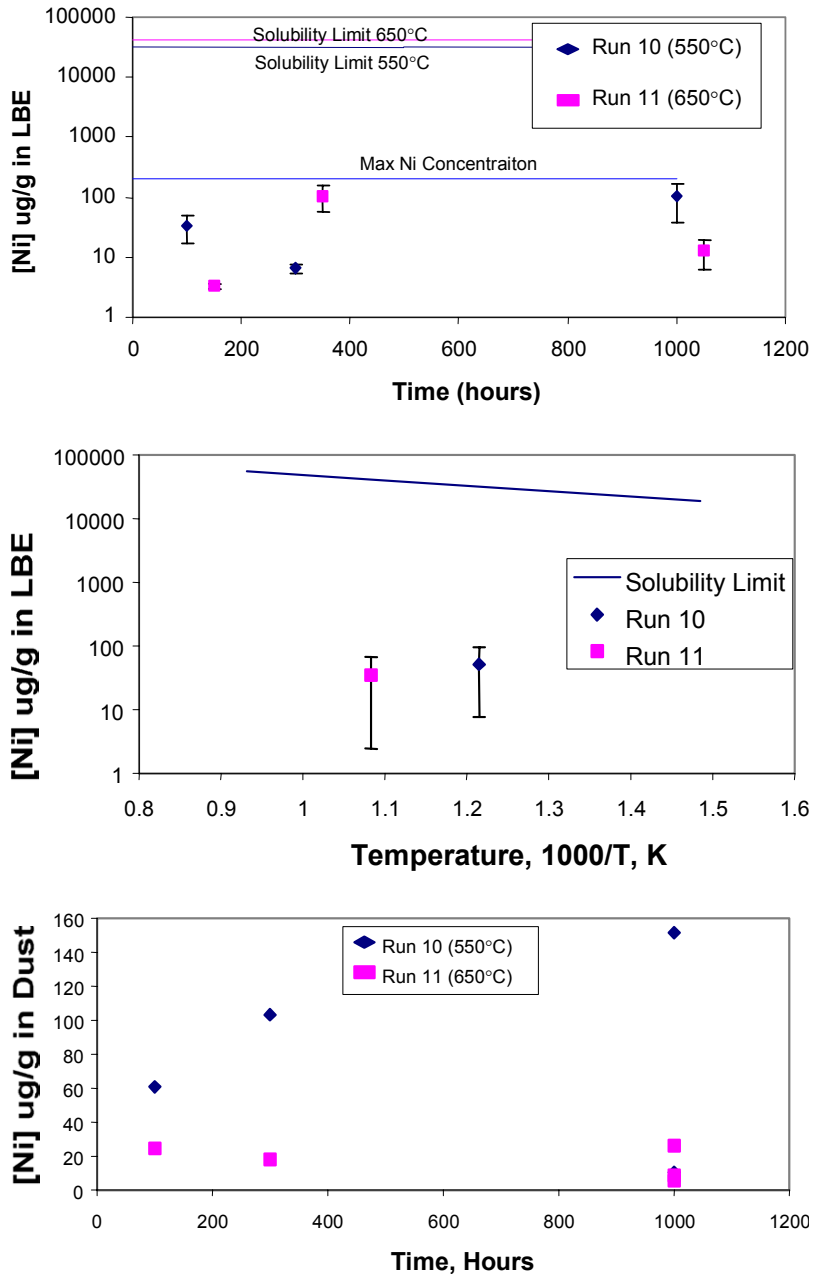 100000
10000
1000
100
10
1
[Ni] ug/g in LBE
Solubility Limit 650°C
Solubility Limit 550°C
Run 10 (550°C)
Run 11 (650°C)
Max Ni Concentraiton
0 200 400 600 800 1000 1200
Time (hours)
100000
10000
1000
100
10
1
[Ni] ug/g in LBE
Solubility Limit
Run 10
Run 11
0.8 0.9 1 1.1 1.2 1.3 1.4 1.5 1.6
Temperature, 1000/T, K
160
140
120
100
80
60
40
20
0
[Ni] ug/g in Dust
Run 10 (550°C)
Run 11 (650°C)
0 200 400 600 800 1000 1200
Time, Hours